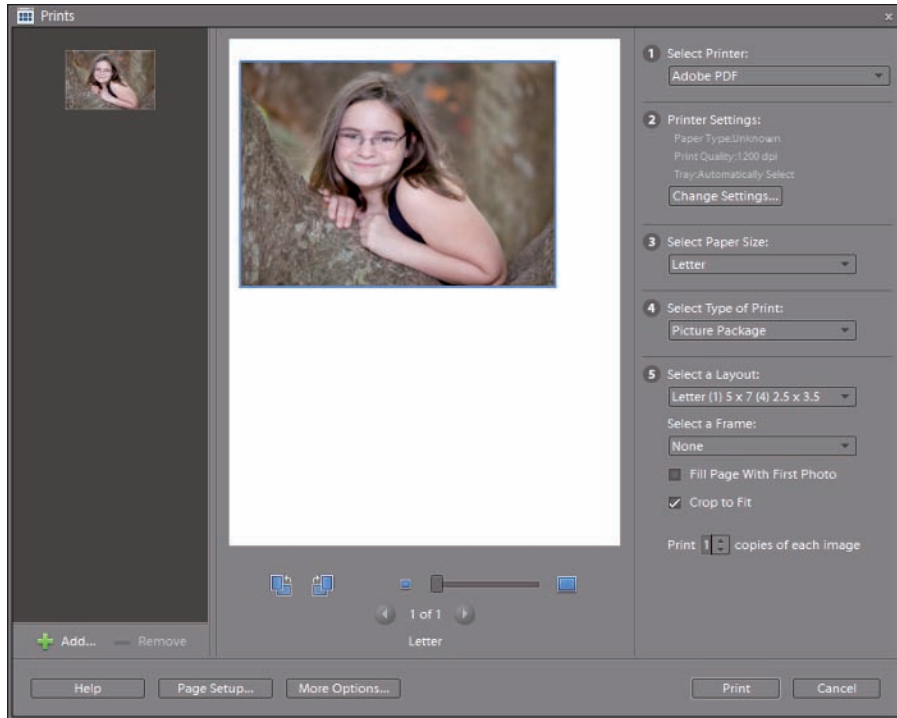 Prints
1 Select Printer:
Adobe PDF
2 Printer Settings:
Paper Type:Unknown
Print Quality:1200 dpi
Tray:Automatically Select
Change Settings...
3 Select Paper Size:
Letter
4 Select Type of Print:
Picture Package
5 Select a Layout:
Letter (1) 5 x 7 (4) 2.5 x 3.5
Select a Frame:
None
Fill Page With First Photo
Crop to Fit
Print 1 copies of each image
1 of 1
Letter
Add... Remove
Help Page Setup... More Options... Print Cancel